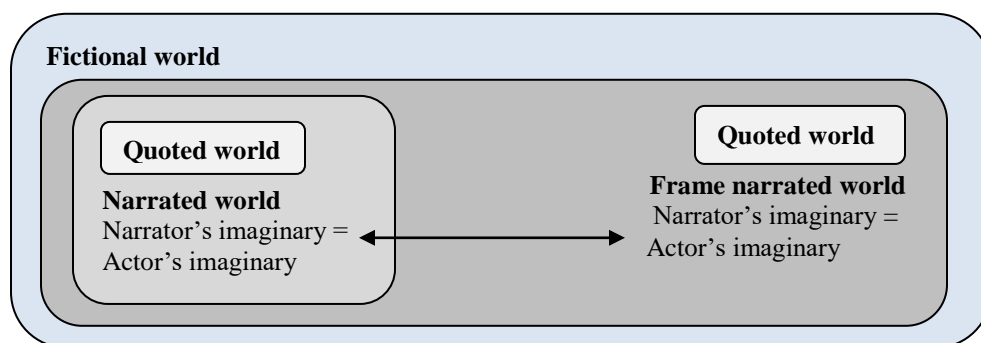 Fictional world
Quoted world
Narrated world
Narrator’s imaginary =
Actor’s imaginary
Quoted world
Frame narrated world
Narrator’s imaginary =
Actor’s imaginary